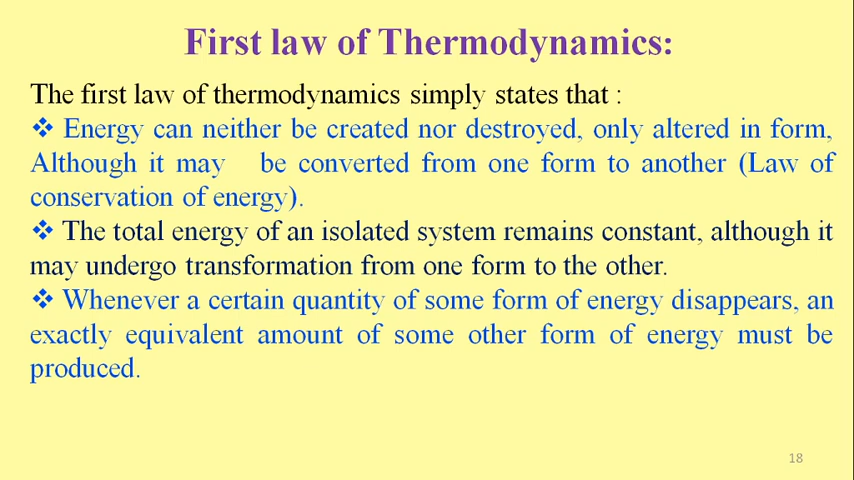 First law of Thermodynamics:
The first law of thermodynamics simply states that :
❖ Energy can neither be created nor destroyed, only altered in form,
Although it may be converted from one form to another (Law of
conservation of energy).
❖ The total energy of an isolated system remains constant, although it
may undergo transformation from one form to the other.
❖ Whenever a certain quantity of some form of energy disappears, an
exactly equivalent amount of some other form of energy must be
produced.
18